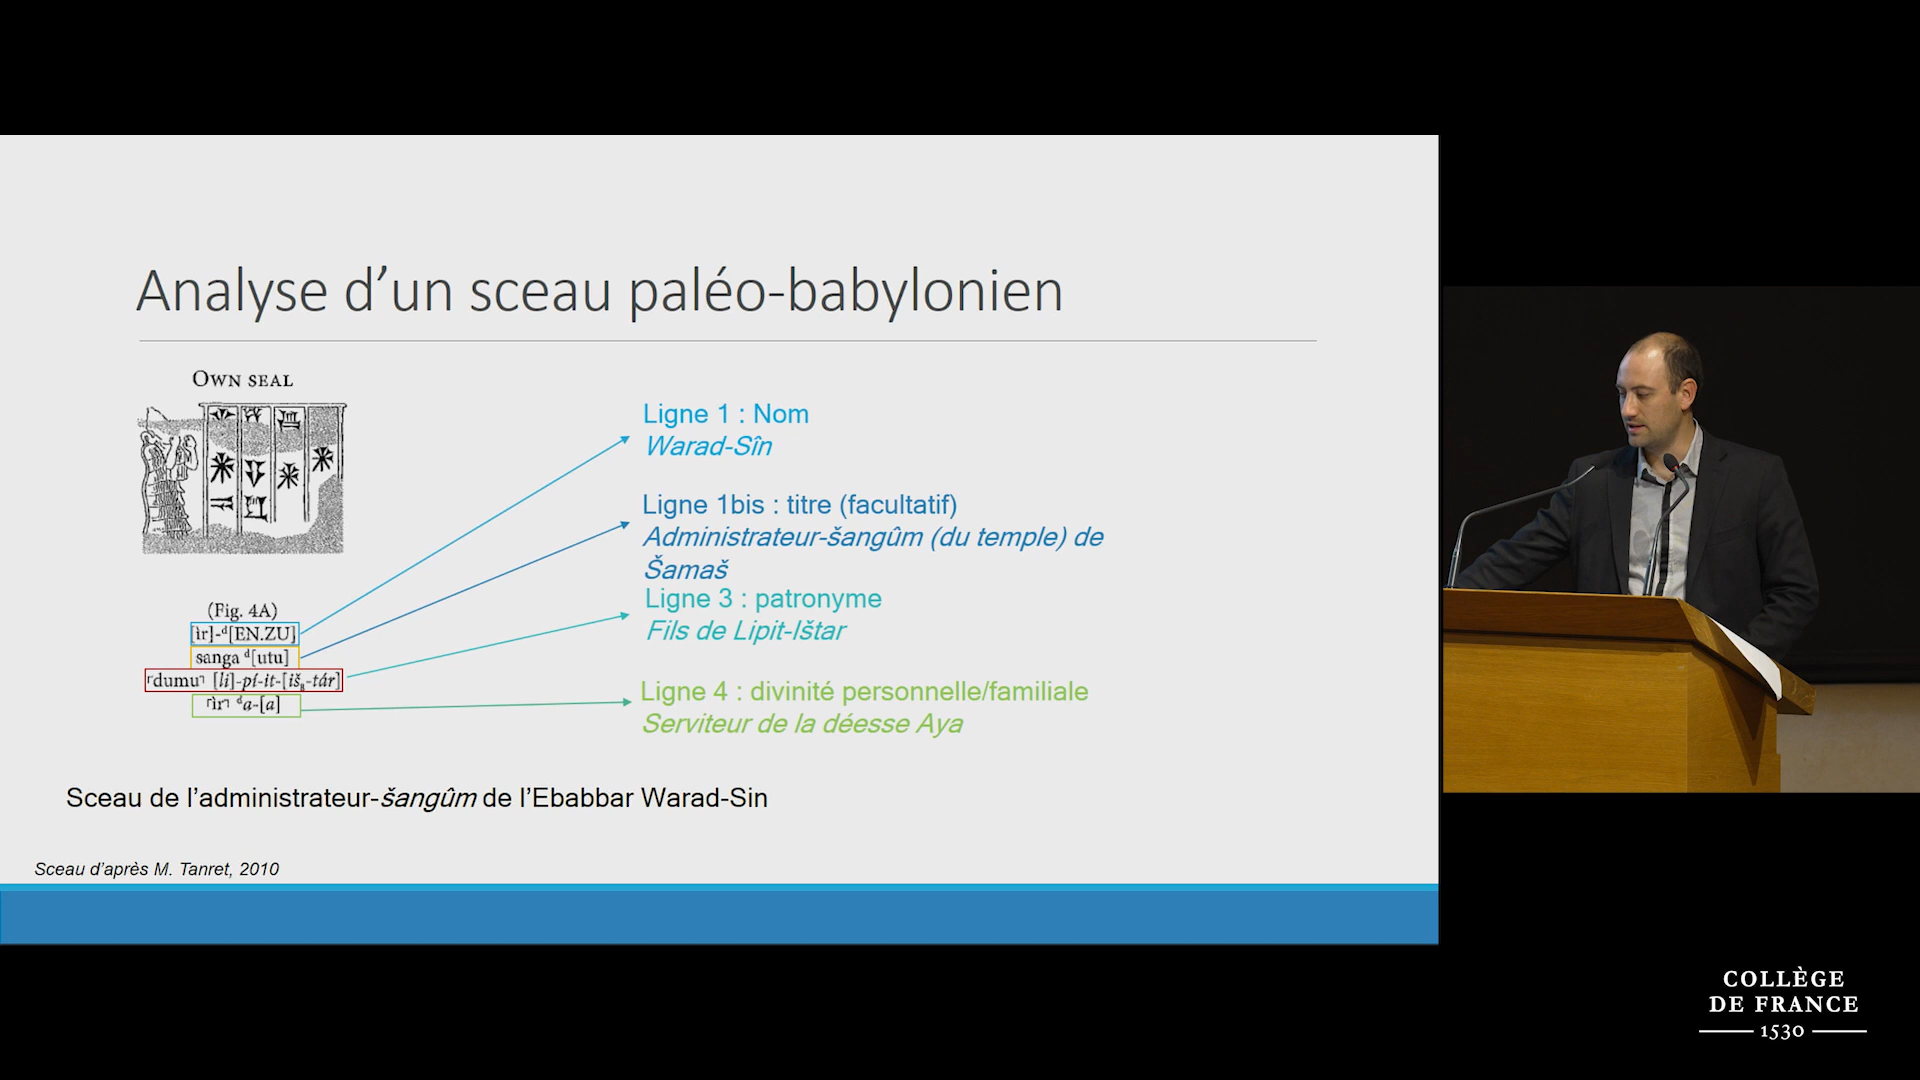 Analyse d’un sceau paléo-babylonien
OWN SEAL
(Fig. 4A)
[ìr]-ᵈ[EN.ZU]
sanga ᵈ[utu]
⸢dumu⸣ [li]-pí-it-[iš₈-tár]
⸢ìr⸣ ᵈa-[a]
Ligne 1 : Nom
Warad-Sîn
Ligne 1bis : titre (facultatif)
Administrateur-šangûm (du temple) de
Šamaš
Ligne 3 : patronyme
Fils de Lipit-Ištar
Ligne 4 : divinité personnelle/familiale
Serviteur de la déesse Aya
Sceau de l’administrateur-šangûm de l’Ebabbar Warad-Sin
Sceau d’après M. Tanret, 2010
COLLÈGE
DE FRANCE
1530